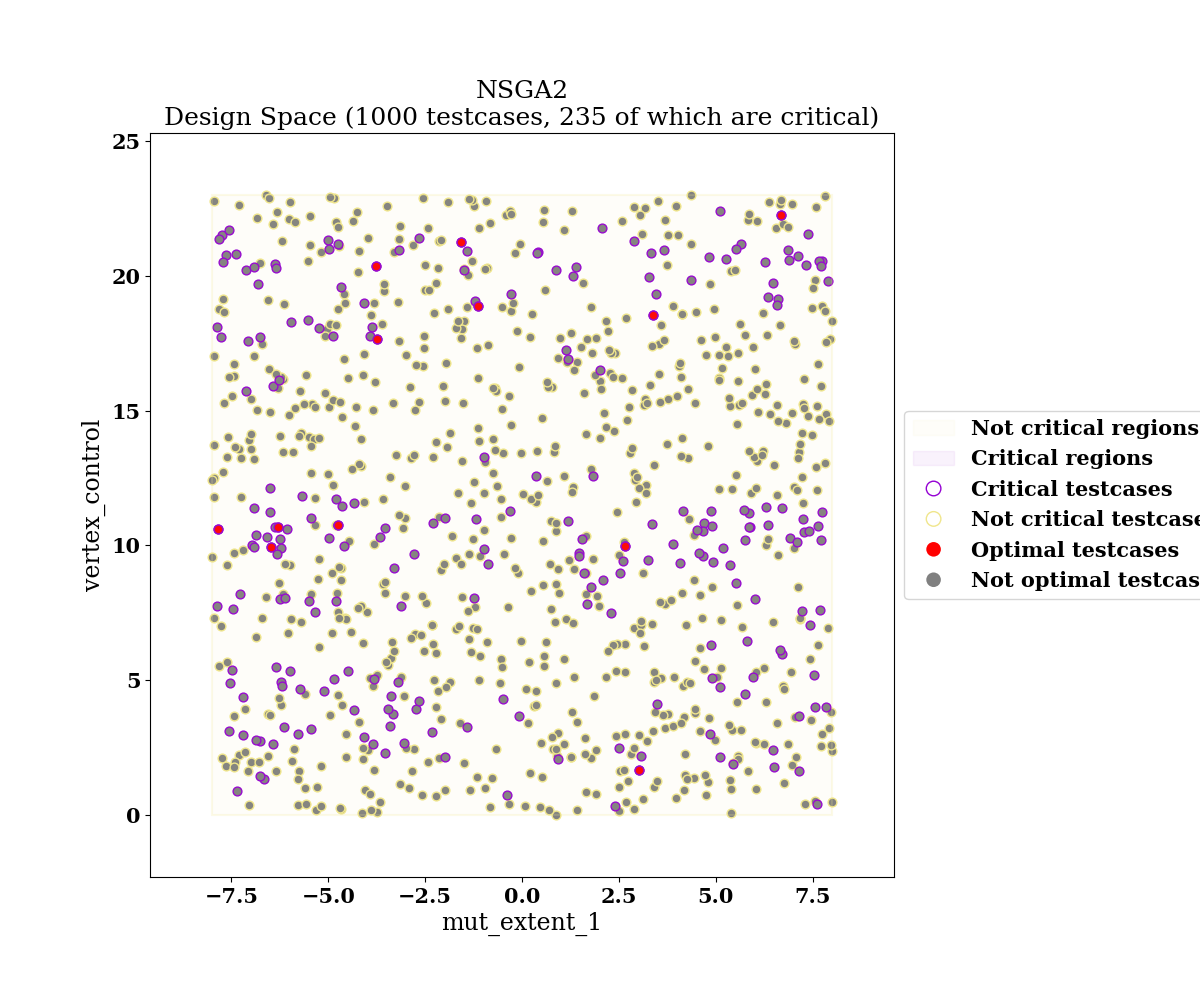 NSGA2
Design Space (1000 testcases, 235 of which are critical)
25
20
15
10
5
0
vertex_control
−7.5
−5.0
−2.5
0.0
2.5
5.0
7.5
mut_extent_1
Not critical regions
Critical regions
Critical testcases
Not critical testcase
Optimal testcases
Not optimal testcas